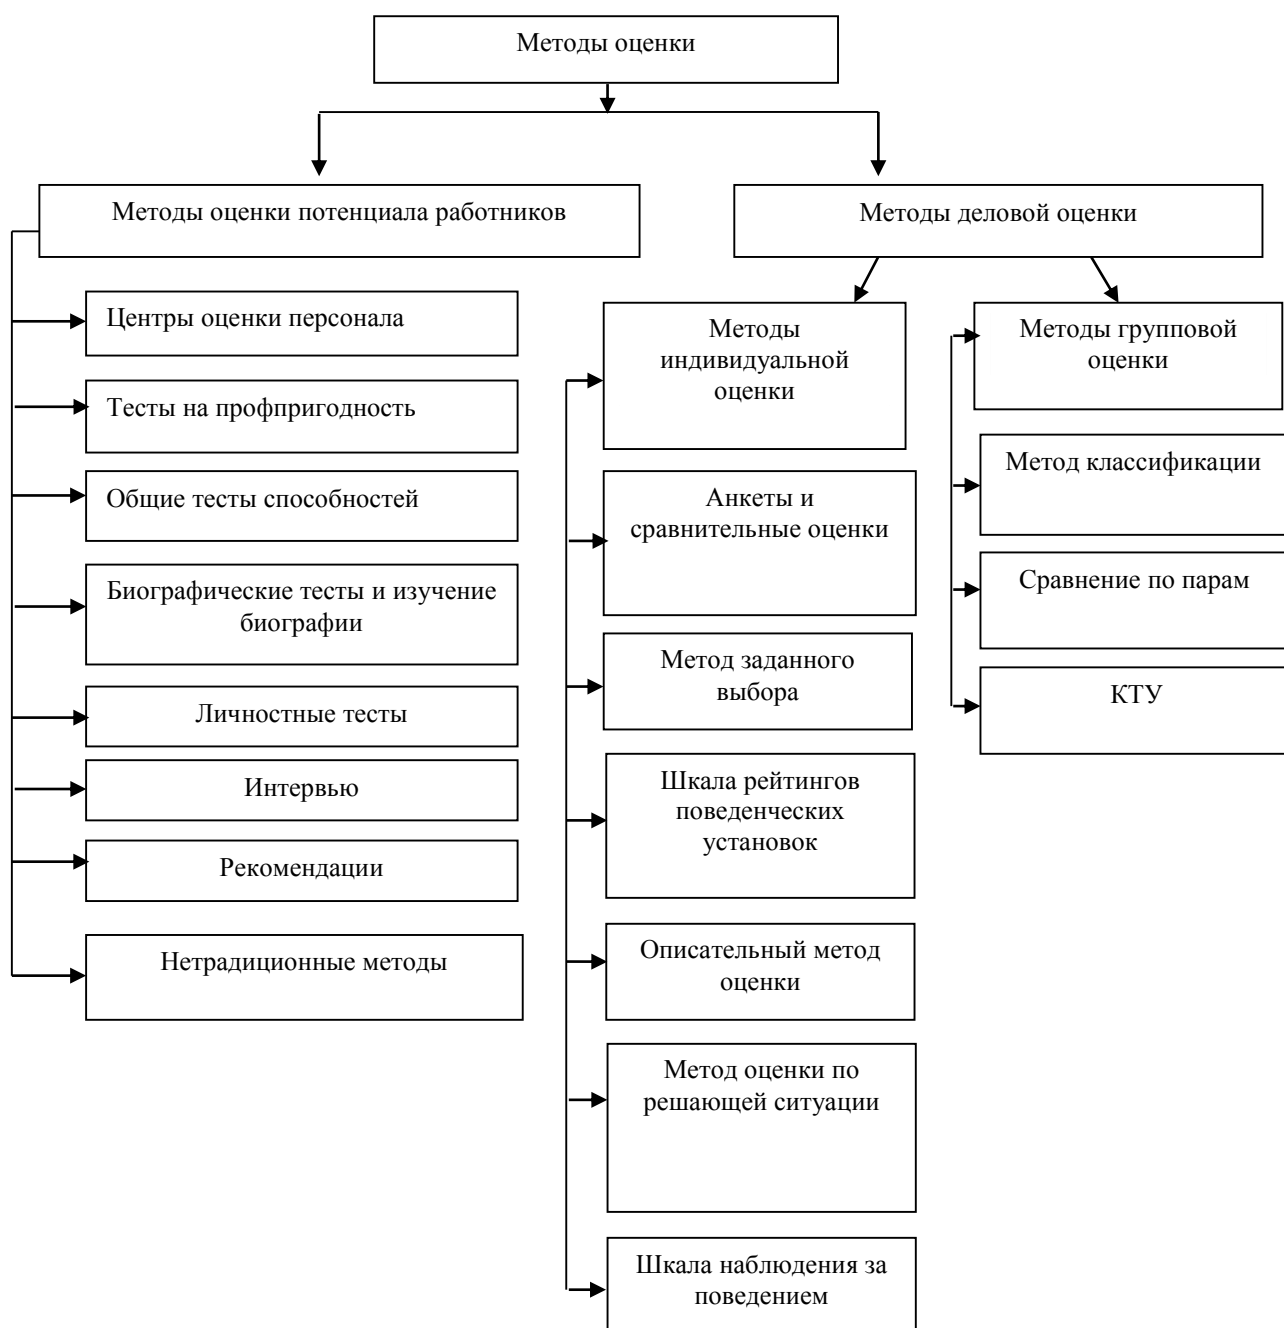 Методы оценки
Методы оценки потенциала работников
Центры оценки персонала
Тесты на профпригодность
Общие тесты способностей
Биографические тесты и изучение
биографии
Личностные тесты
Интервью
Рекомендации
Нетрадиционные методы
Методы деловой оценки
Методы
индивидуальной
оценки
Анкеты и
сравнительные оценки
Метод заданного
выбора
Шкала рейтингов
поведенческих
установок
Описательный метод
оценки
Метод оценки по
решающей ситуации
Шкала наблюдения за
поведением
Методы групповой
оценки
Метод классификации
Сравнение по парам
КТУ